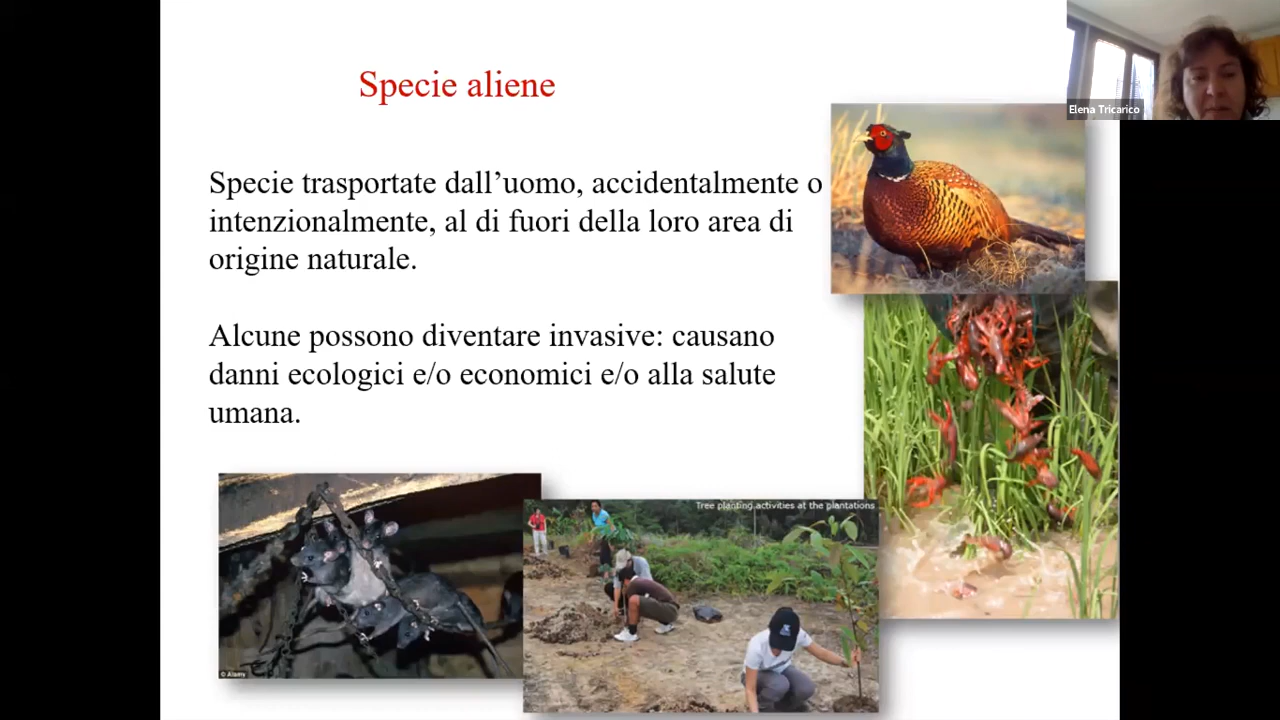 Specie aliene
Elena Tricarico
Specie trasportate dall’uomo, accidentalmente o
intenzionalmente, al di fuori della loro area di
origine naturale.
Alcune possono diventare invasive: causano
danni ecologici e/o economici e/o alla salute
umana.
Tree planting activities at the plantations
© Alamy